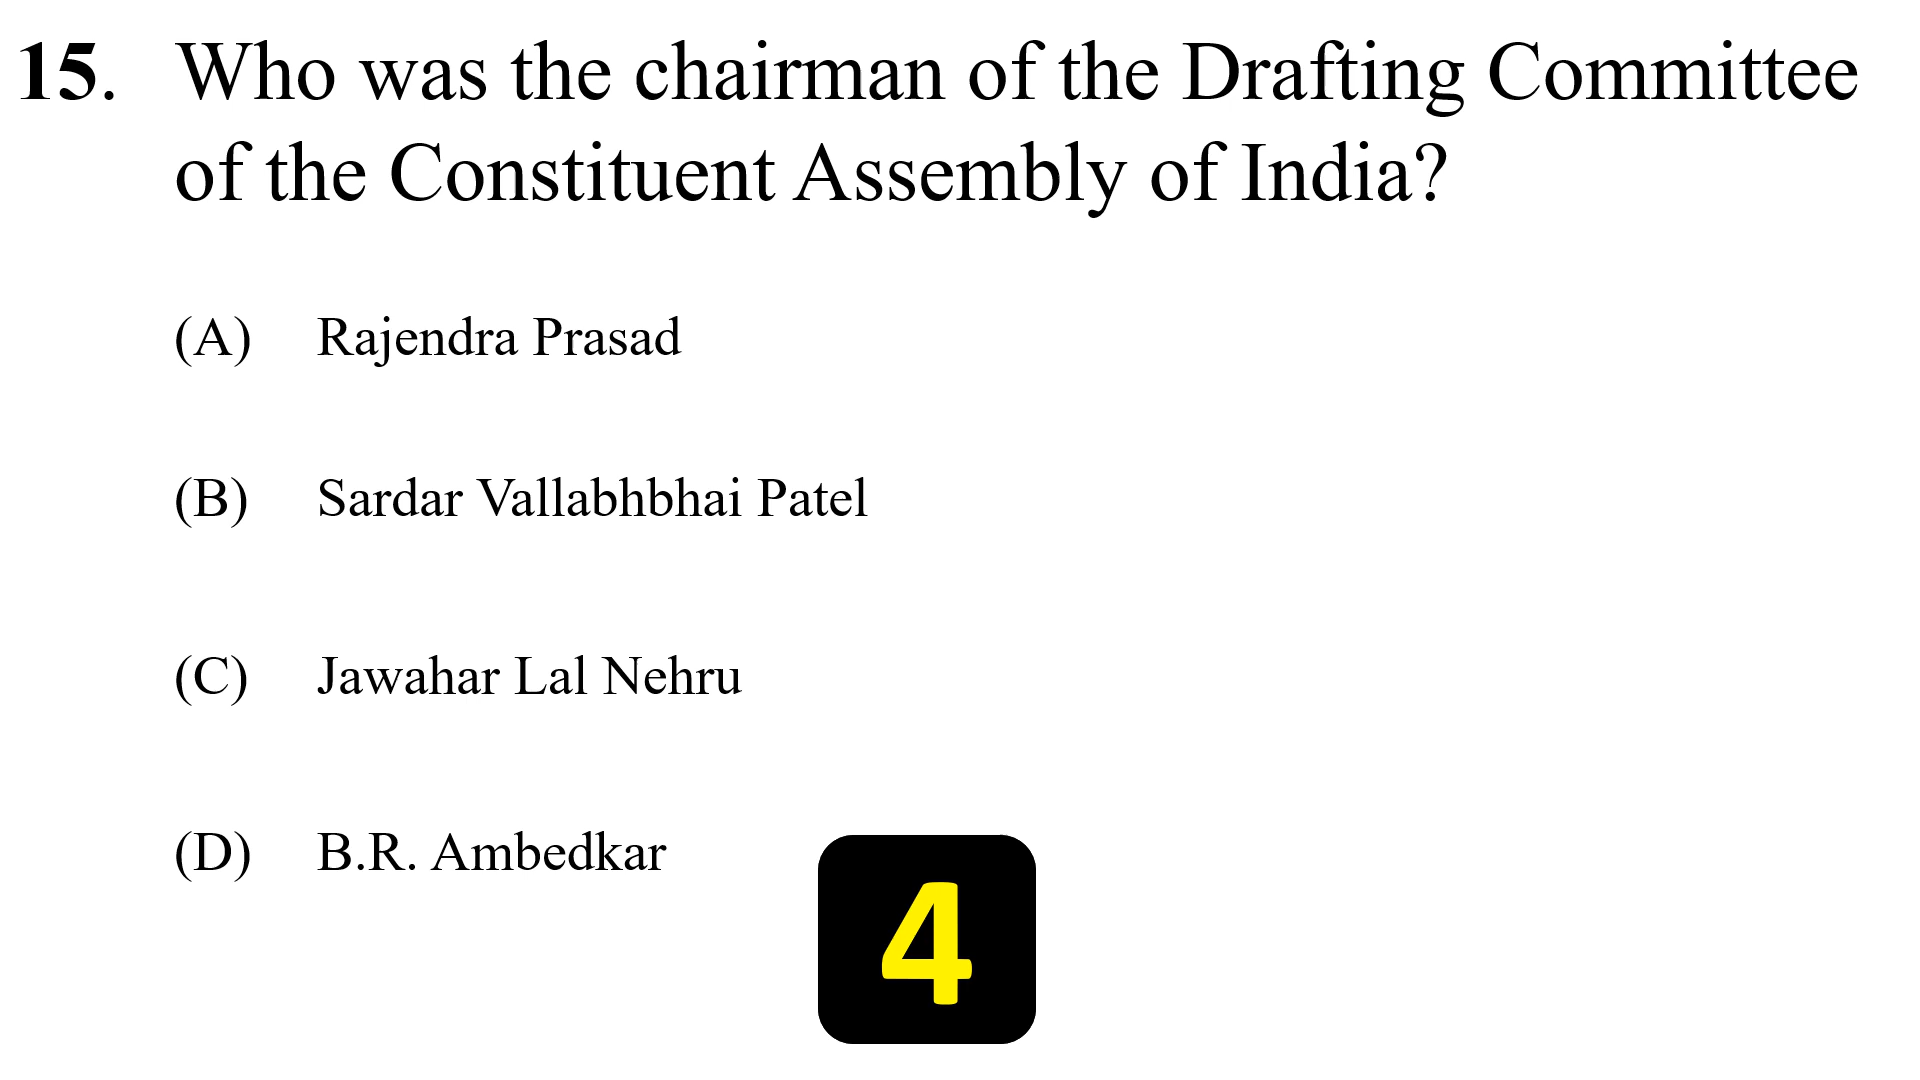 15. Who was the chairman of the Drafting Committee
of the Constituent Assembly of India?
(A) Rajendra Prasad
(B) Sardar Vallabhbhai Patel
(C) Jawahar Lal Nehru
(D) B.R. Ambedkar
4